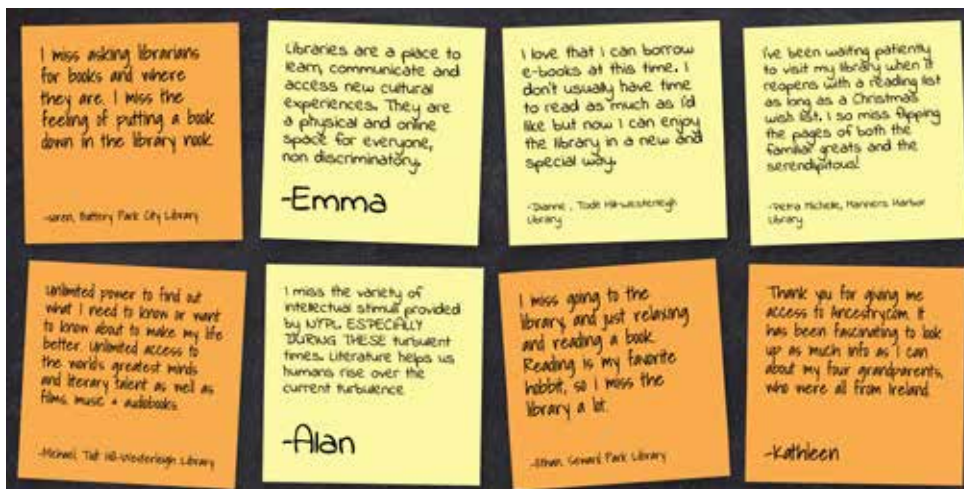 I miss asking librarians
for books and where
they are. I miss the
feeling of putting a book
down in the library nook.
-Loren, Battery Park City Library
Libraries are a place to
learn, communicate and
access new cultural
experiences. They are
a physical and online
space for everyone,
non discriminatory.
-Emma
I love that I can borrow
e-books at this time. I
don't usually have time
to read as much as I'd
like but now I can enjoy
the library in a new and
special way.
-Dianne, Todt Hill-Westerleigh
Library
I've been waiting patiently
to visit my library when it
reopens with a reading list
as long as a Christmas
wish list. I so miss flipping
the pages of both the
familiar greats and the
serendipitous!
-Petra Michelle, Mariners Harbor
Library
Unlimited power to find out
what I need to know or want
to know about to make my life
better. Unlimited access to
the world's greatest minds
and literary talent as well as
films, music + audiobooks
-Michael, Todt Hill-Westerleigh Library
I miss the variety of
intellectual stimuli provided
by NYPL, ESPECIALLY
DURING THESE turbulent
times. Literature helps us
humans rise over the
current turbulence.
-Alan
I miss going to the
library, and just relaxing
and reading a book.
Reading is my favorite
hobbit, so I miss the
library a lot.
-Ethan, Seward Park Library
Thank you for giving me
access to Ancestry.com. It
has been fascinating to look
up as much info as I can
about my four grandparents,
who were all from Ireland.
-Kathleen